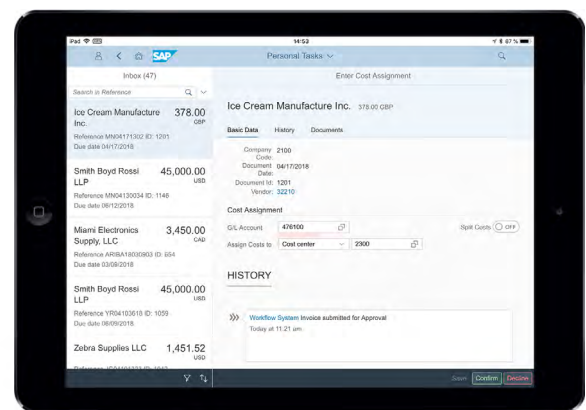 iPad
14:53
87 %
SAP
Personal Tasks
Inbox (47)
Enter Cost Assignment
Search in Reference
Ice Cream Manufacture Inc.
378.00
GBP
Reference MN04171302 ID: 1201
Due date 04/17/2018
Smith Boyd Rossi LLP
45,000.00
USD
Reference MN04130034 ID: 1146
Due date 06/12/2018
Miami Electronics Supply, LLC
3,450.00
CAD
Reference ARIBA18030903 ID: 654
Due date 03/09/2018
Smith Boyd Rossi LLP
45,000.00
USD
Reference YR04103618 ID: 1059
Due date 06/09/2018
Zebra Supplies LLC
1,451.52
USD
Ice Cream Manufacture Inc. 378.00 GBP
Basic Data History Documents
Company Code: 2100
Document Date: 04/17/2018
Document Id: 1201
Vendor: 32210
Cost Assignment
G/L Account 476100
Split Costs OFF
Assign Costs to Cost center 2300
HISTORY
Workflow System Invoice submitted for Approval
Today at 11:21 am
Save Confirm Decline